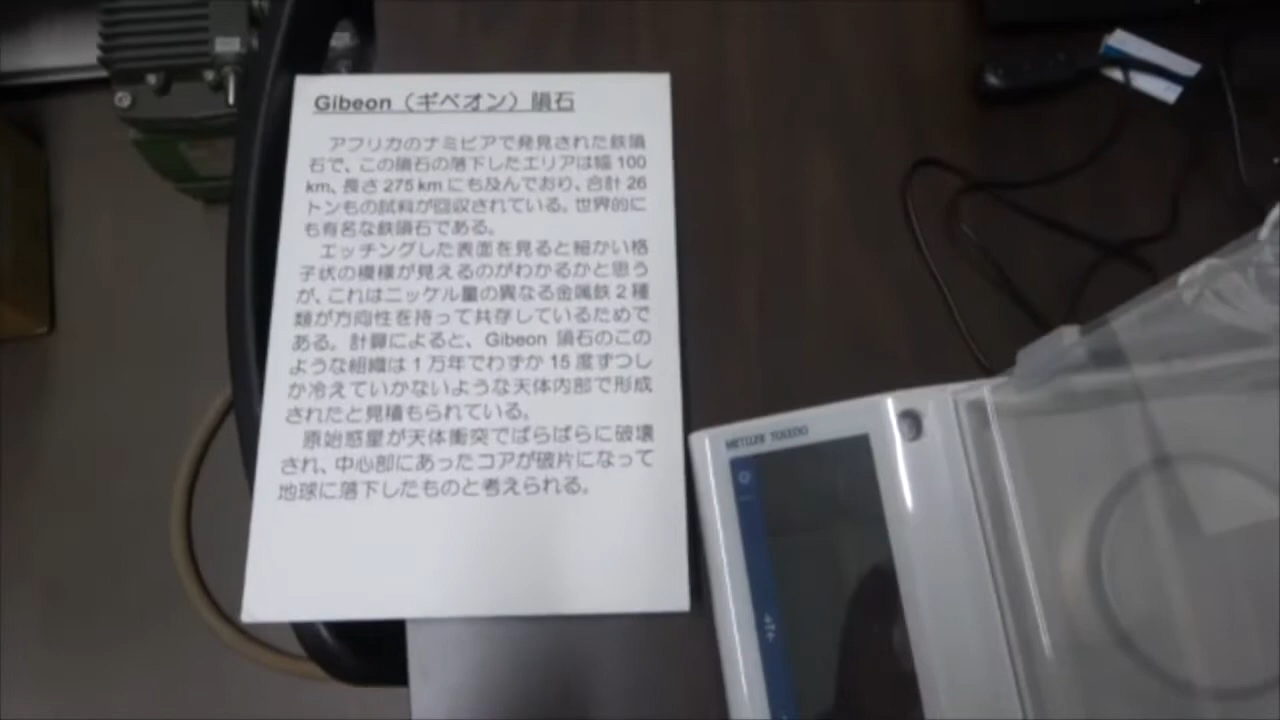 Gibeon（ギベオン）隕石
アフリカのナミビアで発見された鉄隕
石で、この隕石の落下したエリアは幅 100
km、長さ 275 km にも及んでおり、合計 26
トンもの試料が回収されている。世界的に
も有名な鉄隕石である。
エッチングした表面を見ると細かい格
子状の模様が見えるのがわかるかと思う
が、これはニッケル量の異なる金属鉄 2 種
類が方向性を持って共存しているためで
ある。計算によると、Gibeon 隕石のこの
ような組織は 1 万年でわずか 15 度ずつし
か冷えていかないような天体内部で形成
されたと見積もられている。
原始惑星が天体衝突でばらばらに破壊
され、中心部にあったコアが破片になって
地球に落下したものと考えられる。
METTLER TOLEDO